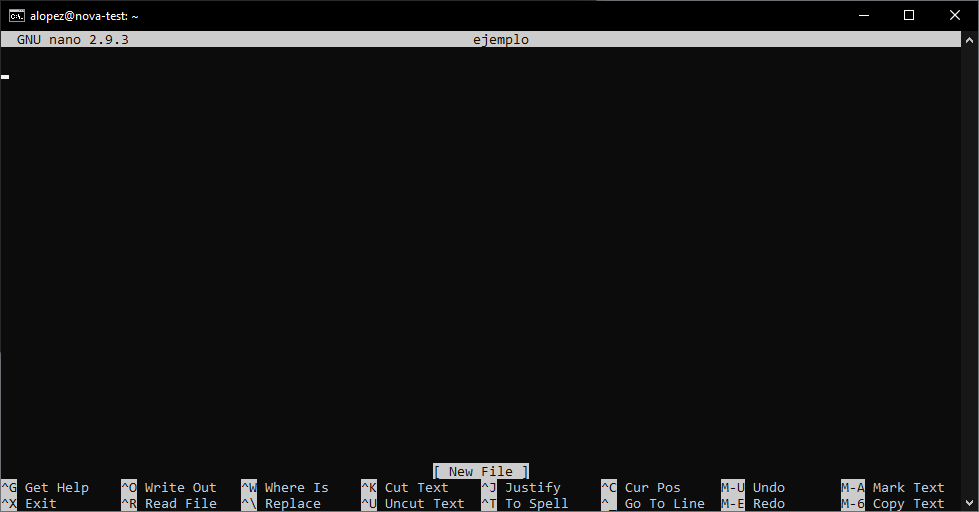 alopez@nova-test: ~
GNU nano 2.9.3 ejemplo
[ New File ]
^G Get Help ^O Write Out ^W Where Is ^K Cut Text ^J Justify ^C Cur Pos M-U Undo M-A Mark Text
^X Exit ^R Read File ^\ Replace ^U Uncut Text ^T To Spell ^_ Go To Line M-E Redo M-6 Copy Text